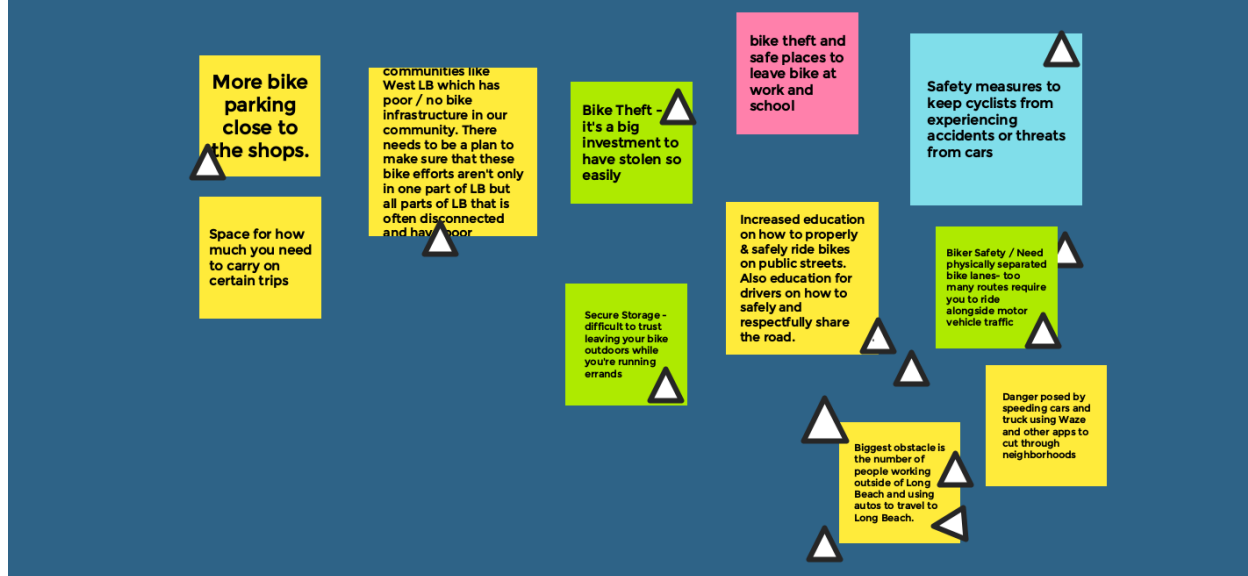 More bike
parking
close to
the shops.
Space for how
much you need
to carry on
certain trips
communities like
West LB which has
poor / no bike
infrastructure in our
community. There
needs to be a plan to
make sure that these
bike efforts aren't only
in one part of LB but
all parts of LB that is
often disconnected
and have poor
Bike Theft -
it's a big
investment to
have stolen so
easily
Secure Storage -
difficult to trust
leaving your bike
outdoors while
you're running
errands
bike theft and
safe places to
leave bike at
work and
school
Increased education
on how to properly
& safely ride bikes
on public streets.
Also education for
drivers on how to
safely and
respectfully share
the road.
Safety measures to
keep cyclists from
experiencing
accidents or threats
from cars
Biker Safety / Need
physically separated
bike lanes- too
many routes require
you to ride
alongside motor
vehicle traffic
Danger posed by
speeding cars and
truck using Waze
and other apps to
cut through
neighborhoods
Biggest obstacle is
the number of
people working
outside of Long
Beach and using
autos to travel to
Long Beach.